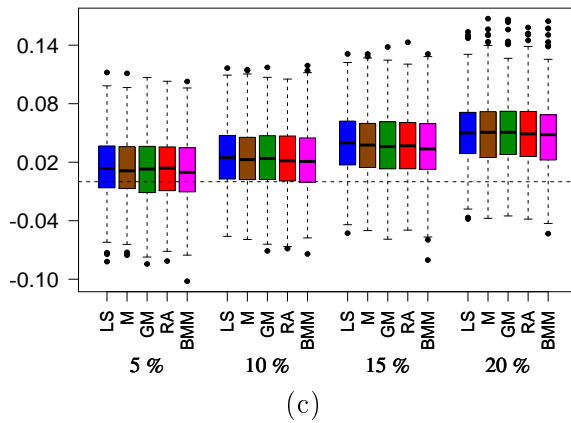 0.14
0.08
0.02
-0.04
-0.10
LS M GM RA BMM LS M GM RA BMM LS M GM RA BMM LS M GM RA BMM
5 % 10 % 15 % 20 %
(c)